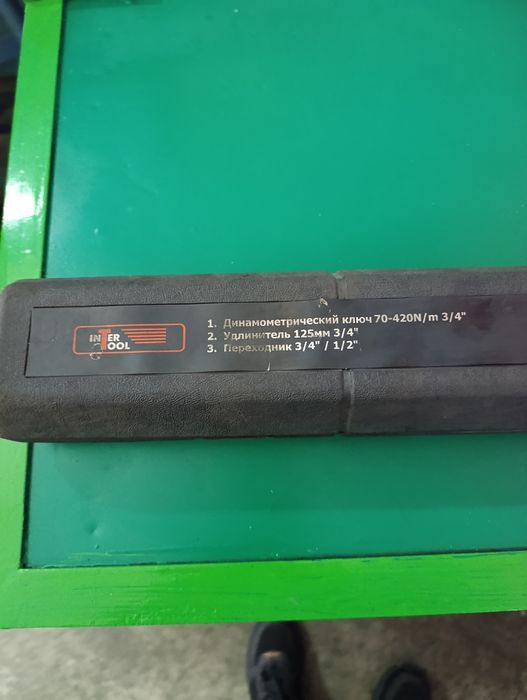 INTER
TOOL
1. Динамометрический ключ 70-420N/m 3/4"
2. Удлинитель 125мм 3/4"
3. Переходник 3/4" / 1/2"